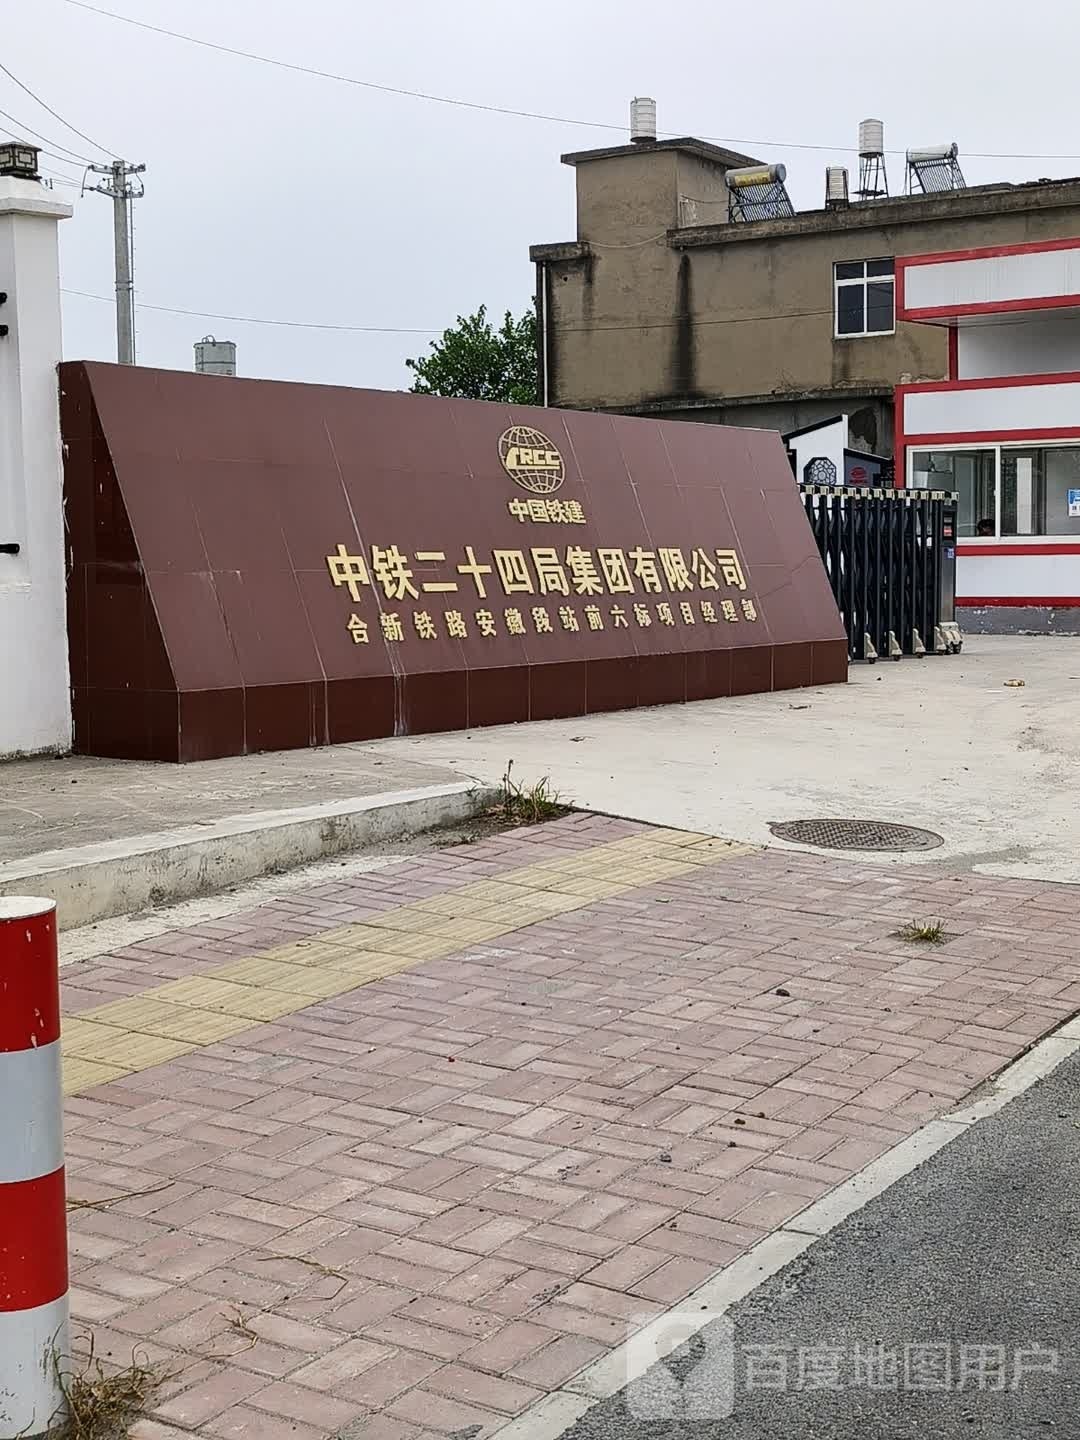 CRCC
中国铁建
中铁二十四局集团有限公司
合新铁路安徽段站前六标项目经理部
百度地图用户